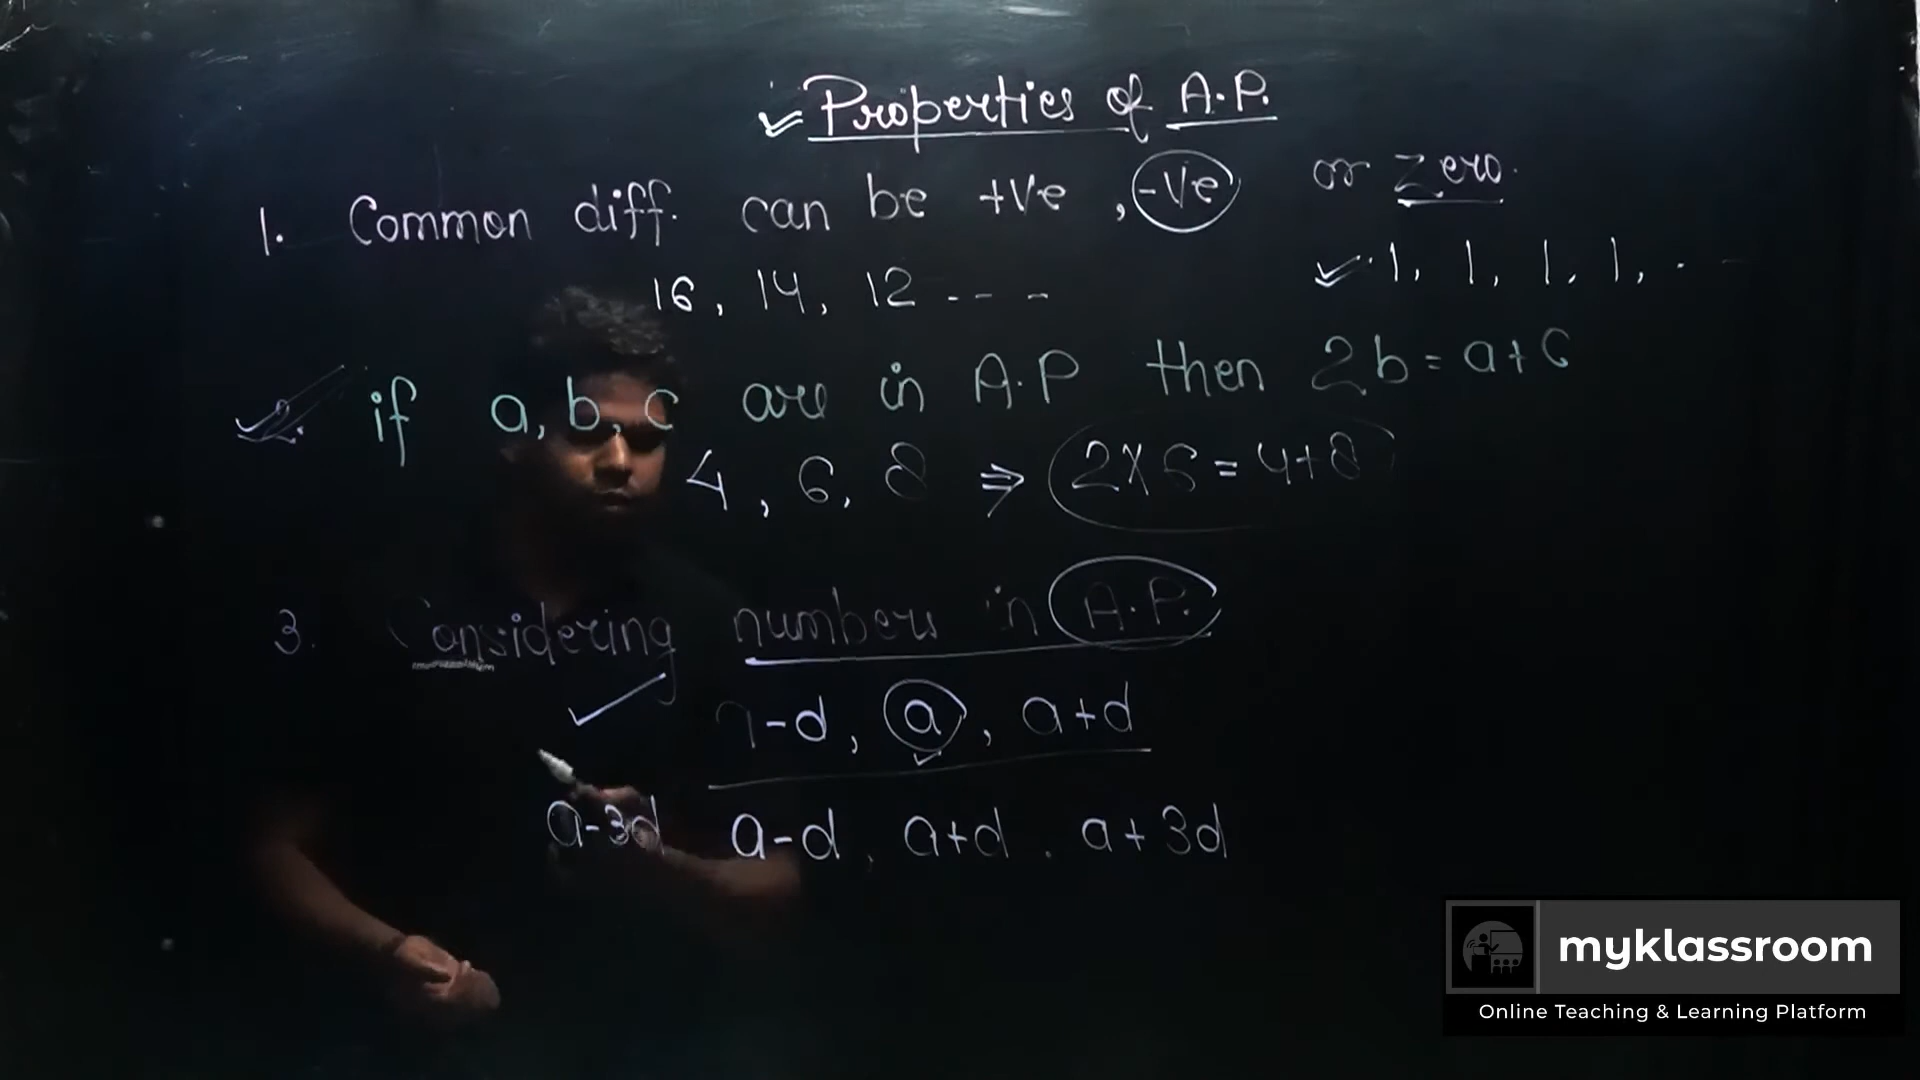 Properties of A.P.
1. Common diff. can be +ve, -ve or zero.
16, 14, 12 - - - 1, 1, 1, 1, . - -
2. if a, b, c are in A.P then 2b = a+c
4, 6, 8 ⇒ 2×6 = 4+8
3. Considering numbers in A.P.
-d, a, a+d
a-3d a-d, a+d, a+3d
myklassroom
Online Teaching & Learning Platform